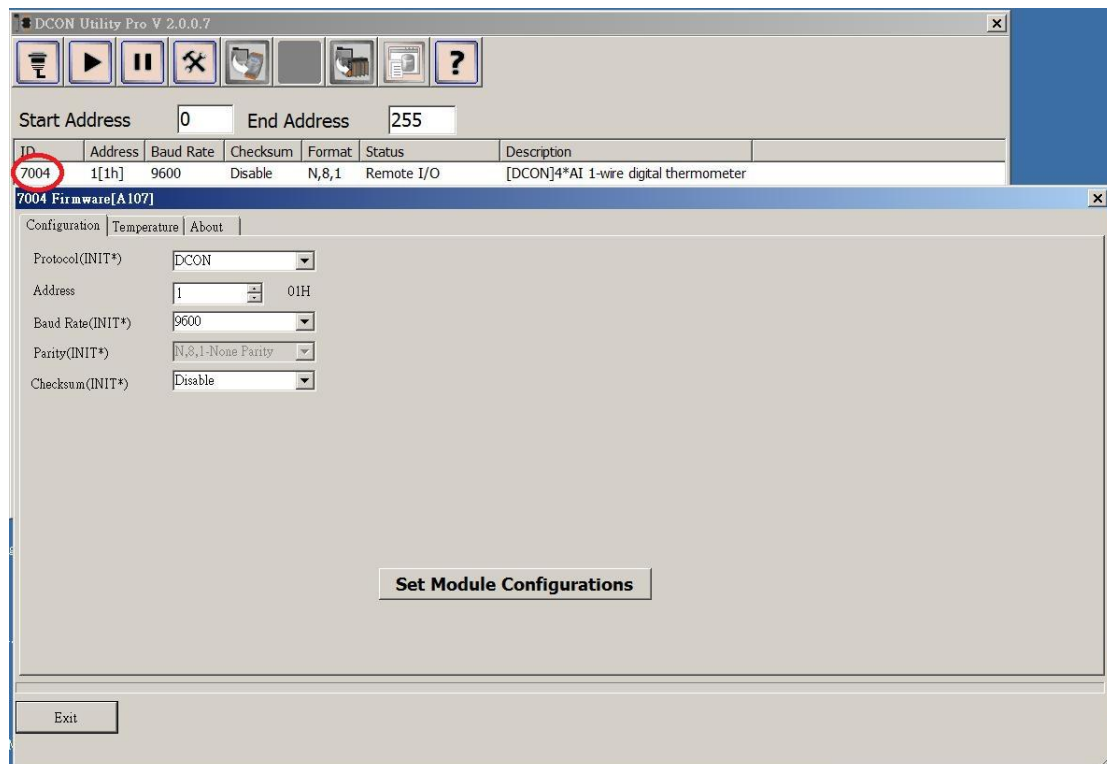 DCON Utility Pro V 2.0.0.7
Start Address 0 End Address 255
ID Address Baud Rate Checksum Format Status Description
7004 1[1h] 9600 Disable N,8,1 Remote I/O [DCON]4*AI 1-wire digital thermometer
7004 Firmware[A107]
Configuration Temperature About
Protocol(INIT*) DCON
Address 1 01H
Baud Rate(INIT*) 9600
Parity(INIT*) N,8,1-None Parity
Checksum(INIT*) Disable
Set Module Configurations
Exit